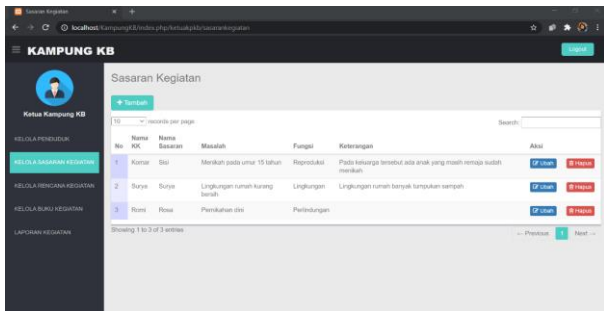 Sasaran Kegiatan
localhost/KampungKB/index.php/ketuakpkb/sasarankegiatan
KAMPUNG KB
Logout
Ketua Kampung KB
KELOLA PENDUDUK
KELOLA SASARAN KEGIATAN
KELOLA RENCANA KEGIATAN
KELOLA BUKU KEGIATAN
LAPORAN KEGIATAN
Sasaran Kegiatan
+ Tambah
10 records per page
Search:
No Nama KK Nama Sasaran Masalah Fungsi Keterangan Aksi
1 Komar Sisi Menikah pada umur 15 tahun Reproduksi Pada keluarga tersebut ada anak yang masih remaja sudah menikah Ubah Hapus
2 Surya Surya Lingkungan rumah kurang bersih Lingkungan Lingkungan rumah banyak tumpukan sampah Ubah Hapus
3 Romi Rosa Pernikahan dini Perlindungan Ubah Hapus
Showing 1 to 3 of 3 entries
← Previous 1 Next →